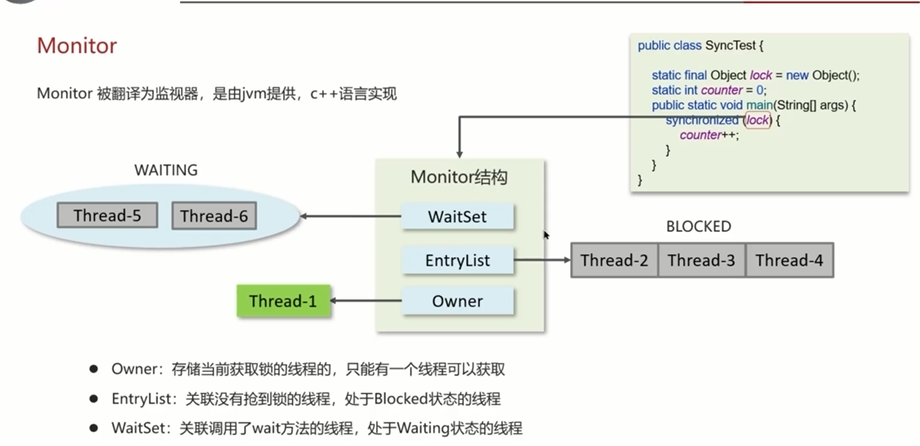 Monitor
Monitor 被翻译为监视器，是由jvm提供，c++语言实现
public class SyncTest {
static final Object lock = new Object();
static int counter = 0;
public static void main(String[] args) {
synchronized (lock) {
counter++;
}
}
}
WAITING
Thread-5
Thread-6
Monitor结构
WaitSet
EntryList
Owner
BLOCKED
Thread-2
Thread-3
Thread-4
Thread-1
● Owner：存储当前获取锁的线程的，只能有一个线程可以获取
● EntryList：关联没有抢到锁的线程，处于Blocked状态的线程
● WaitSet：关联调用了wait方法的线程，处于Waiting状态的线程